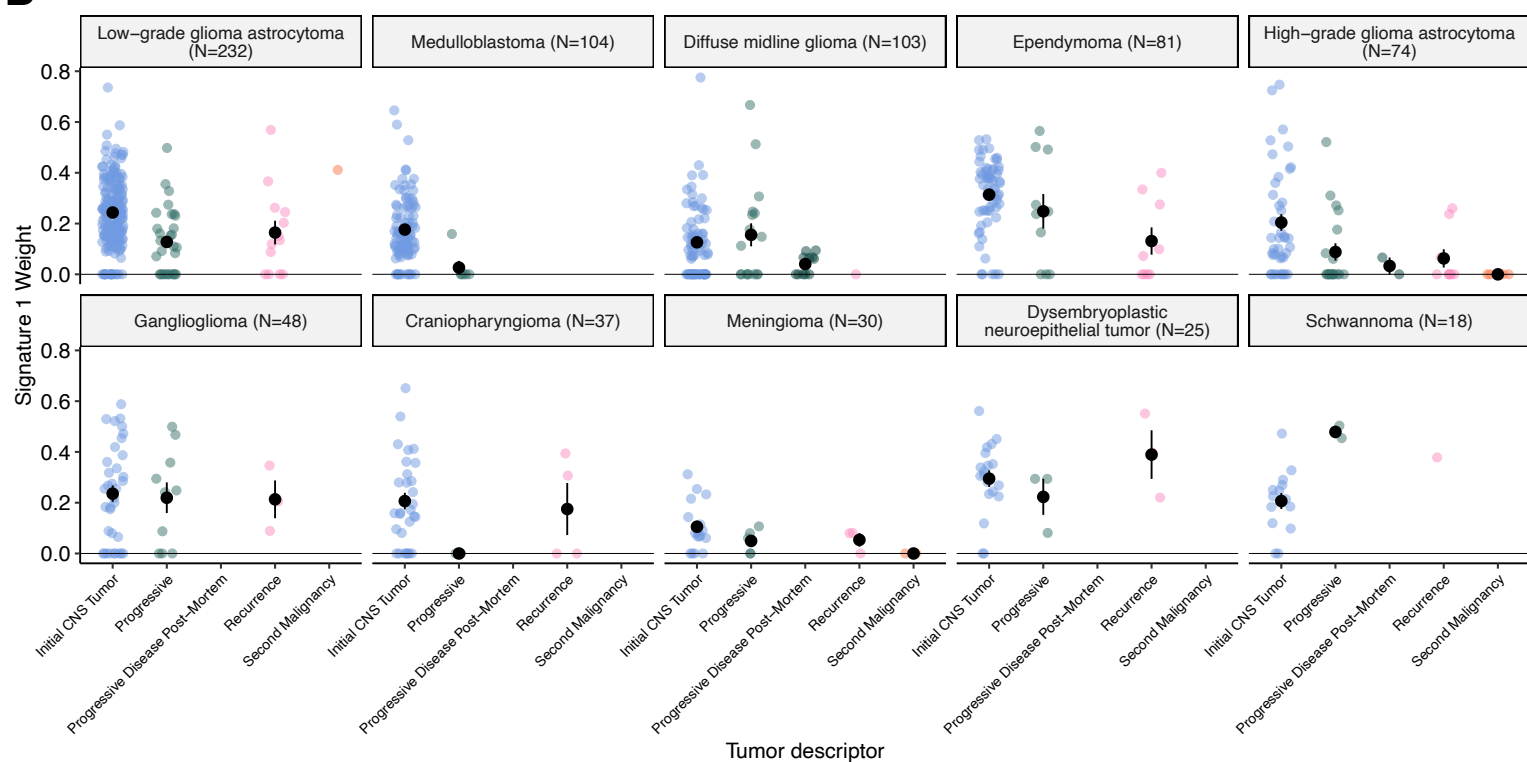 Low−grade glioma astrocytoma
(N=232)
Medulloblastoma (N=104)
Diffuse midline glioma (N=103)
Ependymoma (N=81)
High−grade glioma astrocytoma
(N=74)
0.8
0.6
0.4
0.2
0.0
Ganglioglioma (N=48)
Craniopharyngioma (N=37)
Meningioma (N=30)
Dysembryoplastic
neuroepithelial tumor (N=25)
Schwannoma (N=18)
0.8
0.6
0.4
0.2
0.0
Signature 1 Weight
Initial CNS Tumor
Progressive
Progressive Disease Post−Mortem
Recurrence
Second Malignancy
Initial CNS Tumor
Progressive
Progressive Disease Post−Mortem
Recurrence
Second Malignancy
Initial CNS Tumor
Progressive
Progressive Disease Post−Mortem
Recurrence
Second Malignancy
Initial CNS Tumor
Progressive
Progressive Disease Post−Mortem
Recurrence
Second Malignancy
Initial CNS Tumor
Progressive
Progressive Disease Post−Mortem
Recurrence
Second Malignancy
Tumor descriptor